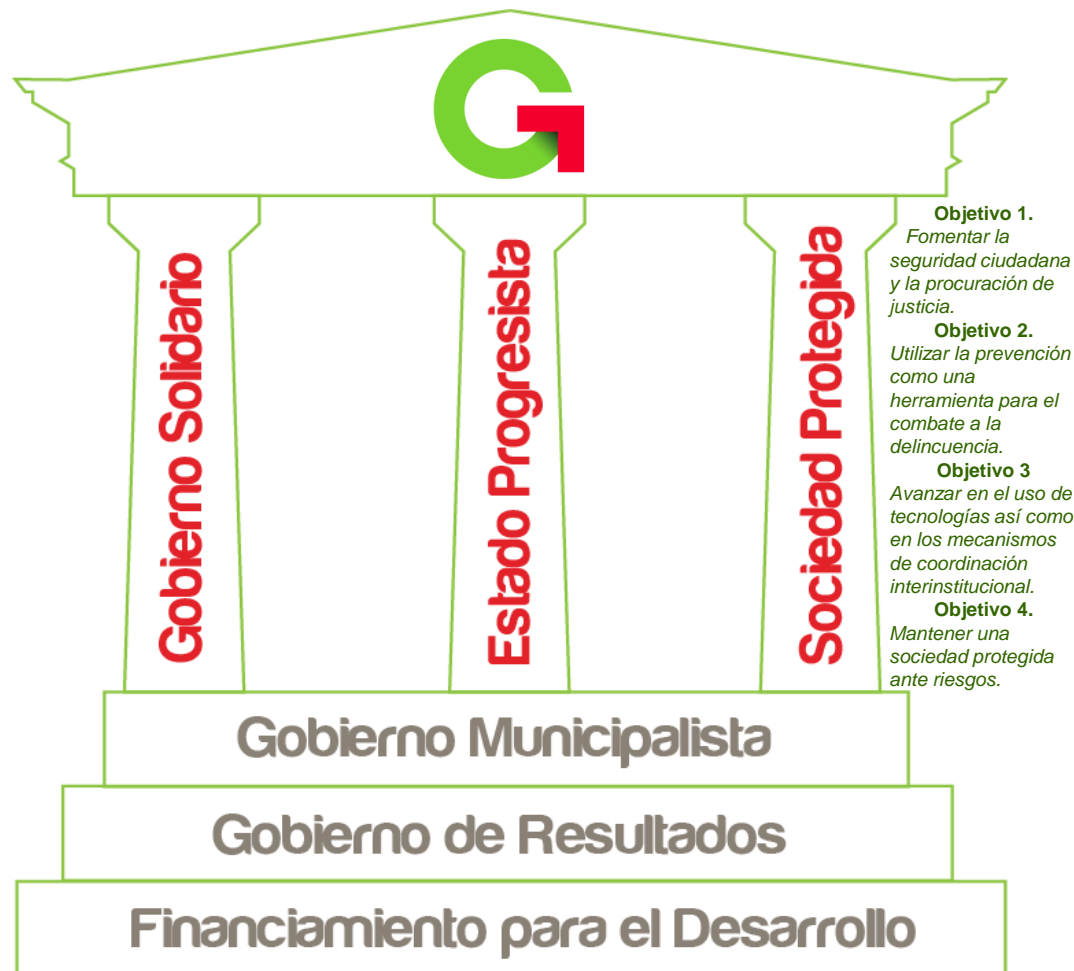 Gobierno Solidario
Estado Progresista
Sociedad Protegida
Objetivo 1.
Fomentar la
seguridad ciudadana
y la procuración de
justicia.
Objetivo 2.
Utilizar la prevención
como una
herramienta para el
combate a la
delincuencia.
Objetivo 3
Avanzar en el uso de
tecnologías así como
en los mecanismos
de coordinación
interinstitucional.
Objetivo 4.
Mantener una
sociedad protegida
ante riesgos.
Gobierno Municipalista
Gobierno de Resultados
Financiamiento para el Desarrollo